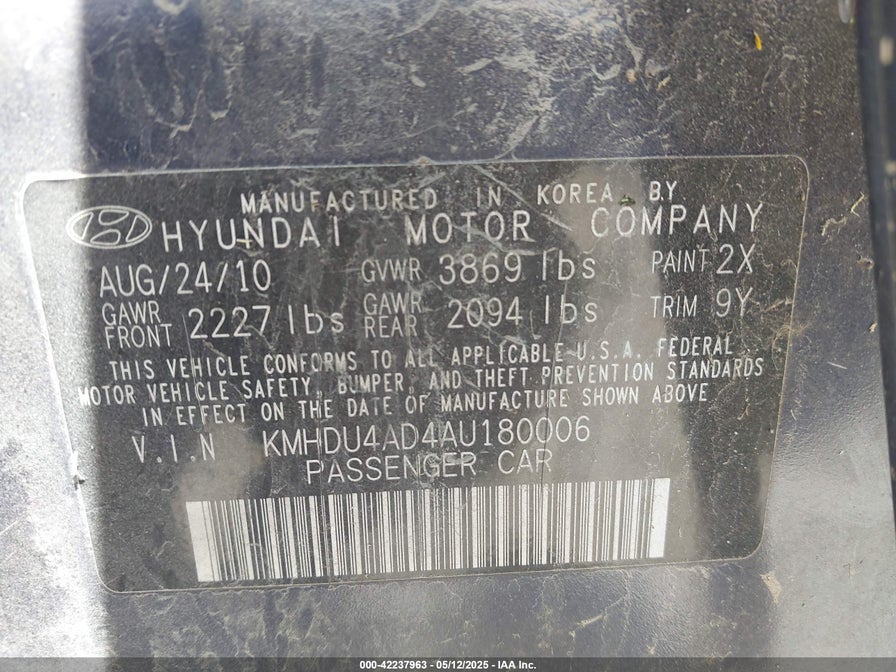 MANUFACTURED IN KOREA BY
HYUNDAI MOTOR COMPANY
AUG/24/10 GVWR 3869 lbs PAINT 2X
GAWR FRONT 2227 lbs GAWR REAR 2094 lbs TRIM 9Y
THIS VEHICLE CONFORMS TO ALL APPLICABLE U.S.A. FEDERAL
MOTOR VEHICLE SAFETY, BUMPER, AND THEFT PREVENTION STANDARDS
IN EFFECT ON THE DATE OF MANUFACTURE SHOWN ABOVE
V.I.N KMHDU4AD4AU180006
PASSENGER CAR
000-42237963 - 05/12/2025 - IAA Inc.